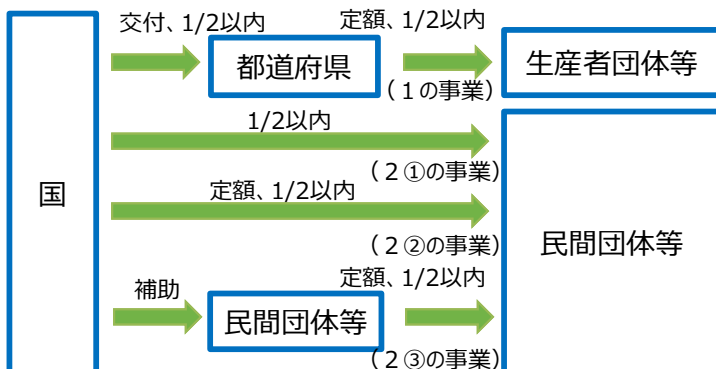 交付、1/2以内
定額、1/2以内
都道府県
生産者団体等
(1の事業)
1/2以内
(2①の事業)
国
定額、1/2以内
民間団体等
(2②の事業)
補助
定額、1/2以内
民間団体等
(2③の事業)